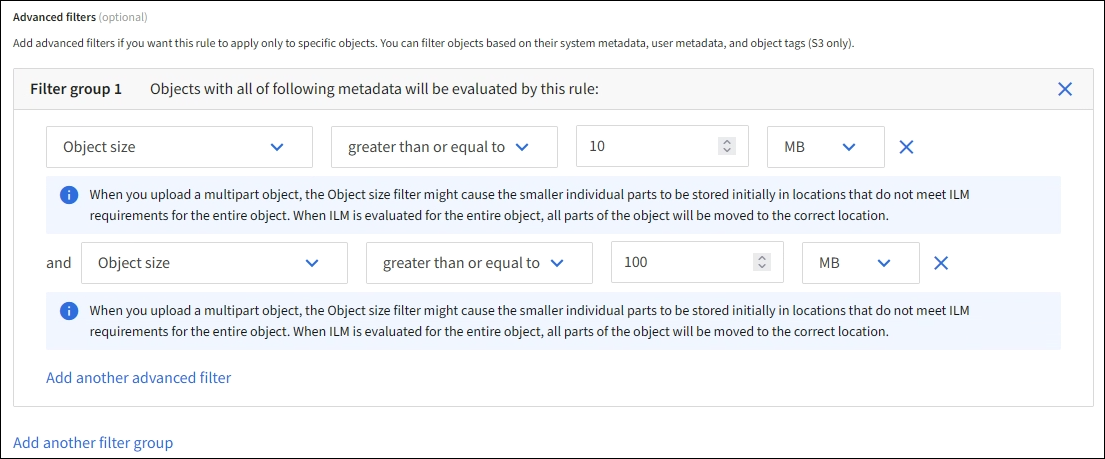 Advanced filters (optional)
Add advanced filters if you want this rule to apply only to specific objects. You can filter objects based on their system metadata, user metadata, and object tags (S3 only).
Filter group 1 Objects with all of following metadata will be evaluated by this rule:
Object size greater than or equal to 10 MB
When you upload a multipart object, the Object size filter might cause the smaller individual parts to be stored initially in locations that do not meet ILM
requirements for the entire object. When ILM is evaluated for the entire object, all parts of the object will be moved to the correct location.
and Object size greater than or equal to 100 MB
When you upload a multipart object, the Object size filter might cause the smaller individual parts to be stored initially in locations that do not meet ILM
requirements for the entire object. When ILM is evaluated for the entire object, all parts of the object will be moved to the correct location.
Add another advanced filter
Add another filter group